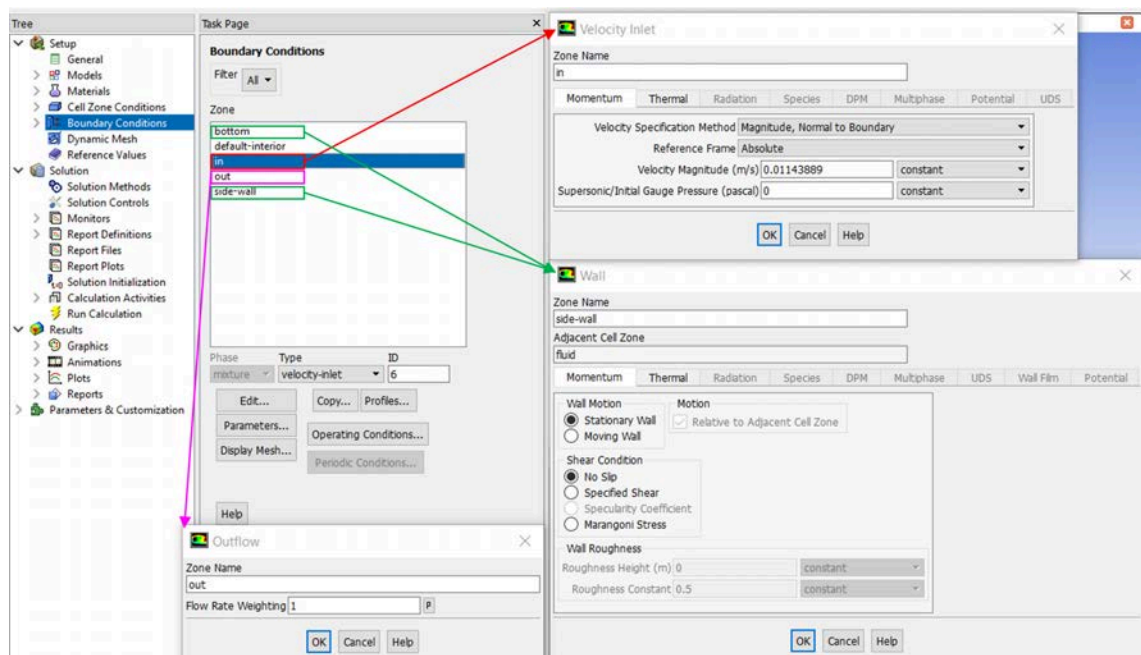 Tree
Setup
General
Models
Materials
Cell Zone Conditions
Boundary Conditions
Dynamic Mesh
Reference Values
Solution
Solution Methods
Solution Controls
Monitors
Report Definitions
Report Files
Report Plots
Solution Initialization
Calculation Activities
Run Calculation
Results
Graphics
Animations
Plots
Reports
Parameters & Customization
Task Page
Boundary Conditions
Filter All
Zone
bottom
default-interior
in
out
side-wall
Phase Type ID
mixture velocity-inlet 6
Edit... Copy... Profiles...
Parameters... Operating Conditions...
Display Mesh... Periodic Conditions...
Help
Outflow
Zone Name
out
Flow Rate Weighting 1 P
OK Cancel Help
Velocity Inlet
Zone Name
in
Momentum Thermal Radiation Species DPM Multiphase Potential UDS
Velocity Specification Method Magnitude, Normal to Boundary
Reference Frame Absolute
Velocity Magnitude (m/s) 0.01143889 constant
Supersonic/Initial Gauge Pressure (pascal) 0 constant
OK Cancel Help
Wall
Zone Name
side-wall
Adjacent Cell Zone
fluid
Momentum Thermal Radiation Species DPM Multiphase UDS Wall Film Potential
Wall Motion Motion
Stationary Wall Relative to Adjacent Cell Zone
Moving Wall
Shear Condition
No Slip
Specified Shear
Specularity Coefficient
Marangoni Stress
Wall Roughness
Roughness Height (m) 0 constant
Roughness Constant 0.5 constant
OK Cancel Help